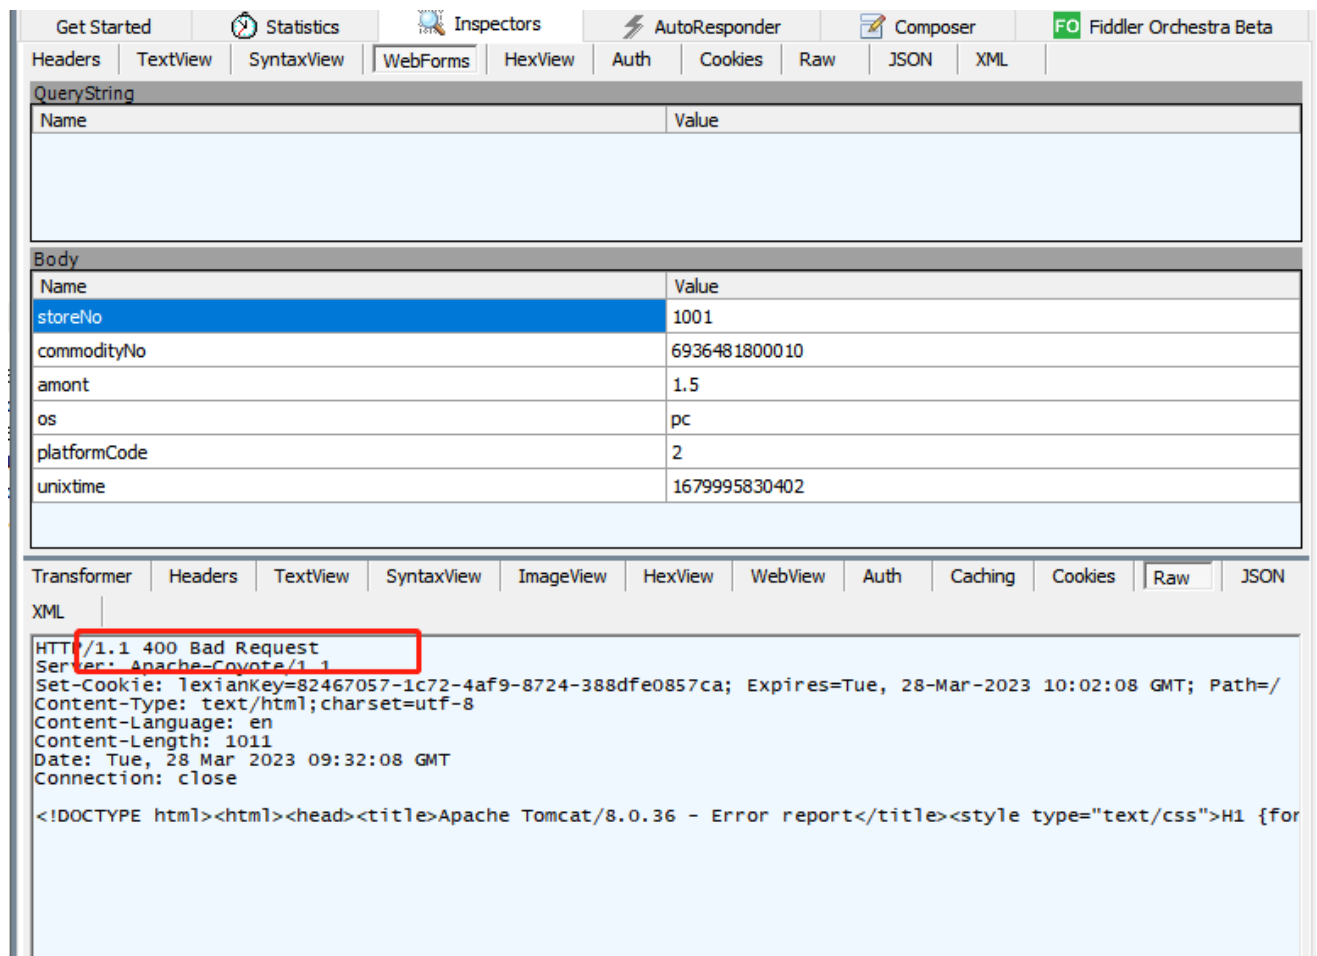 Get Started Statistics Inspectors AutoResponder Composer FO Fiddler Orchestra Beta
Headers TextView SyntaxView WebForms HexView Auth Cookies Raw JSON XML
QueryString
Name Value
Body
Name Value
storeNo 1001
commodityNo 6936481800010
amont 1.5
os pc
platformCode 2
unixtime 1679995830402
Transformer Headers TextView SyntaxView ImageView HexView WebView Auth Caching Cookies Raw JSON
XML
HTTP/1.1 400 Bad Request
Server: Apache-Coyote/1.1
Set-Cookie: lexianKey=82467057-1c72-4af9-8724-388dfe0857ca; Expires=Tue, 28-Mar-2023 10:02:08 GMT; Path=/
Content-Type: text/html;charset=utf-8
Content-Language: en
Content-Length: 1011
Date: Tue, 28 Mar 2023 09:32:08 GMT
Connection: close
<!DOCTYPE html><html><head><title>Apache Tomcat/8.0.36 - Error report</title><style type="text/css">H1 {for